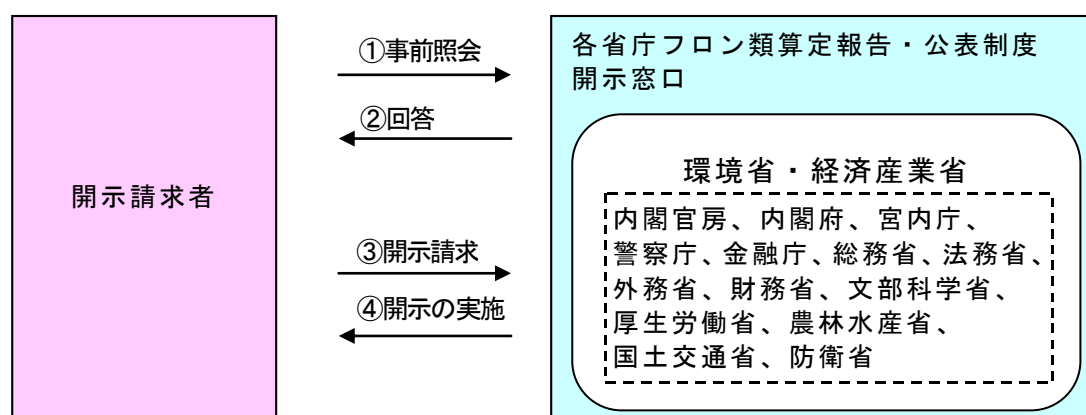 開示請求者
①事前照会
②回答
③開示請求
④開示の実施
各省庁フロン類算定報告・公表制度
開示窓口
環境省・経済産業省
内閣官房、内閣府、宮内庁、
警察庁、金融庁、総務省、法務省、
外務省、財務省、文部科学省、
厚生労働省、農林水産省、
国土交通省、防衛省